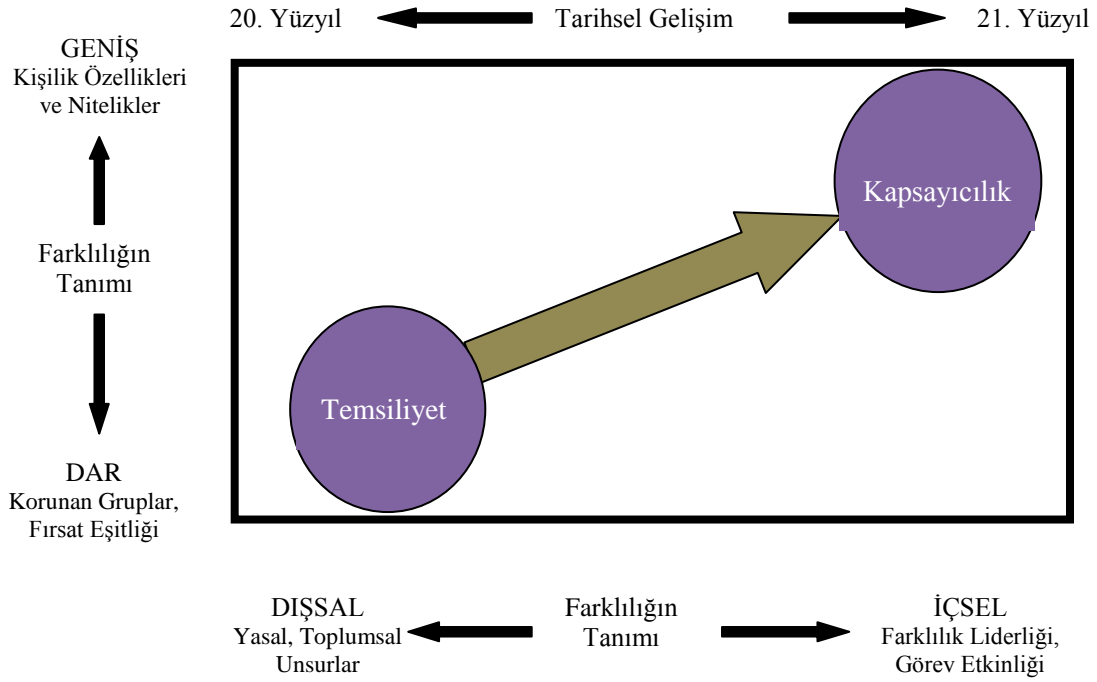 20. Yüzyıl Tarihsel Gelişim 21. Yüzyıl
GENİŞ
Kişilik Özellikleri
ve Nitelikler
Farklılığın
Tanımı
DAR
Korunan Gruplar,
Fırsat Eşitliği
Kapsayıcılık
Temsiliyet
DIŞSAL
Yasal, Toplumsal
Unsurlar
Farklılığın
Tanımı
İÇSEL
Farklılık Liderliği,
Görev Etkinliği